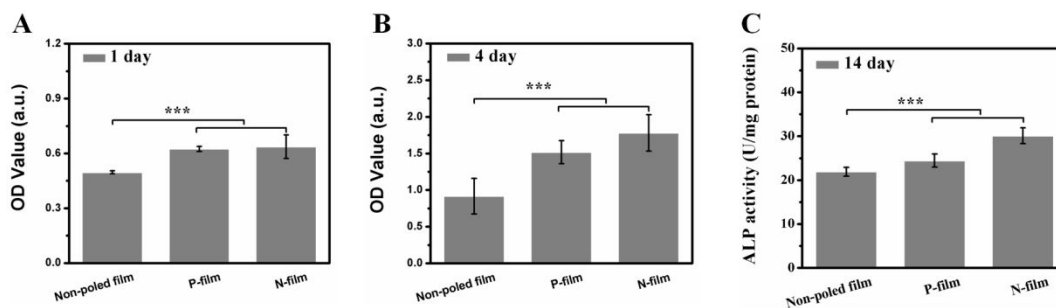 A
1.2
0.9
0.6
0.3
0.0
OD Value (a.u.)
1 day
***
Non-poled film
P-film
N-film
B
3.0
2.5
2.0
1.5
1.0
0.5
0.0
OD Value (a.u.)
4 day
***
Non-poled film
P-film
N-film
C
50
40
30
20
10
0
ALP activity (U/mg protein)
14 day
***
Non-poled film
P-film
N-film